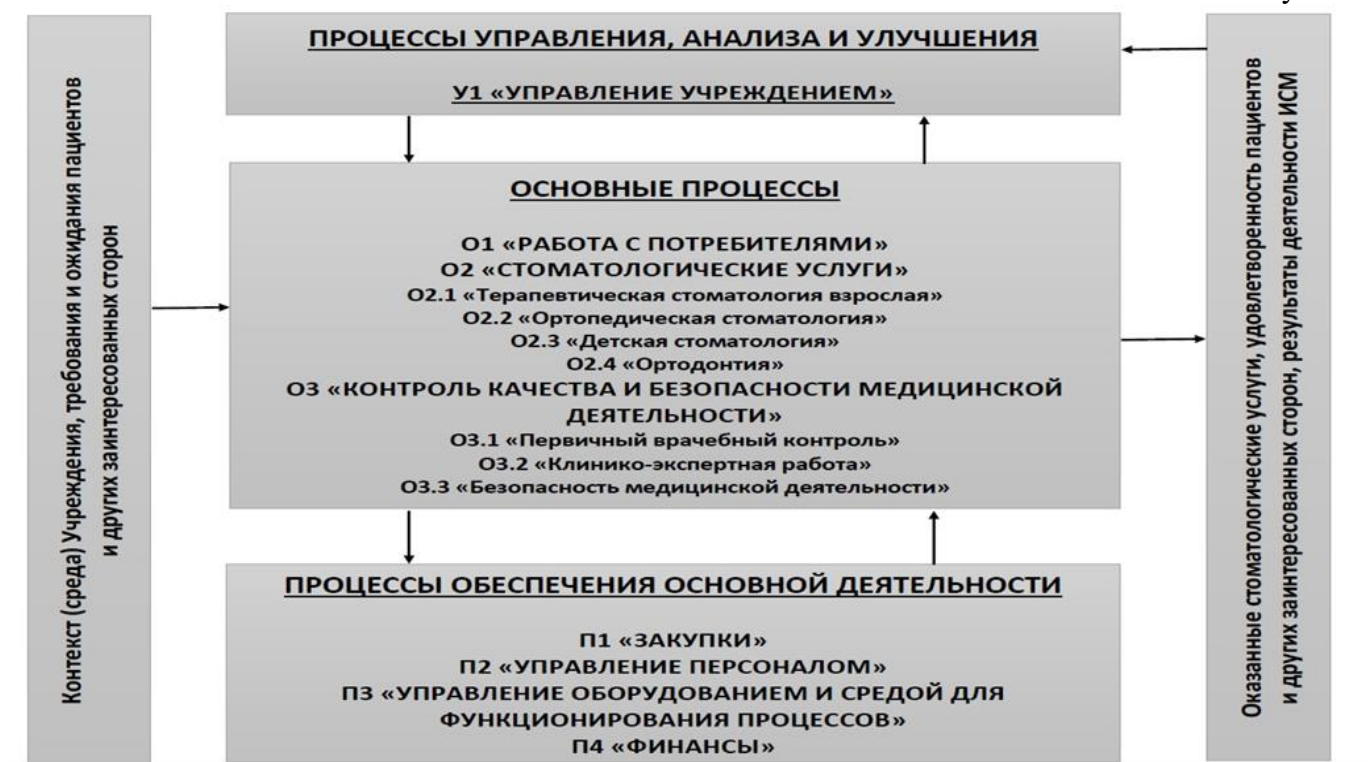 Контекст (среда) Учреждения, требования и ожидания пациентов
и других заинтересованных сторон
ПРОЦЕССЫ УПРАВЛЕНИЯ, АНАЛИЗА И УЛУЧШЕНИЯ
У1 «УПРАВЛЕНИЕ УЧРЕЖДЕНИЕМ»
ОСНОВНЫЕ ПРОЦЕССЫ
О1 «РАБОТА С ПОТРЕБИТЕЛЯМИ»
О2 «СТОМАТОЛОГИЧЕСКИЕ УСЛУГИ»
О2.1 «Терапевтическая стоматология взрослая»
О2.2 «Ортопедическая стоматология»
О2.3 «Детская стоматология»
О2.4 «Ортодонтия»
О3 «КОНТРОЛЬ КАЧЕСТВА И БЕЗОПАСНОСТИ МЕДИЦИНСКОЙ
ДЕЯТЕЛЬНОСТИ»
О3.1 «Первичный врачебный контроль»
О3.2 «Клинико-экспертная работа»
О3.3 «Безопасность медицинской деятельности»
ПРОЦЕССЫ ОБЕСПЕЧЕНИЯ ОСНОВНОЙ ДЕЯТЕЛЬНОСТИ
П1 «ЗАКУПКИ»
П2 «УПРАВЛЕНИЕ ПЕРСОНАЛОМ»
П3 «УПРАВЛЕНИЕ ОБОРУДОВАНИЕМ И СРЕДОЙ ДЛЯ
ФУНКЦИОНИРОВАНИЯ ПРОЦЕССОВ»
П4 «ФИНАНСЫ»
Оказанные стоматологические услуги, удовлетворенность пациентов
и других заинтересованных сторон, результаты деятельности ИСМ